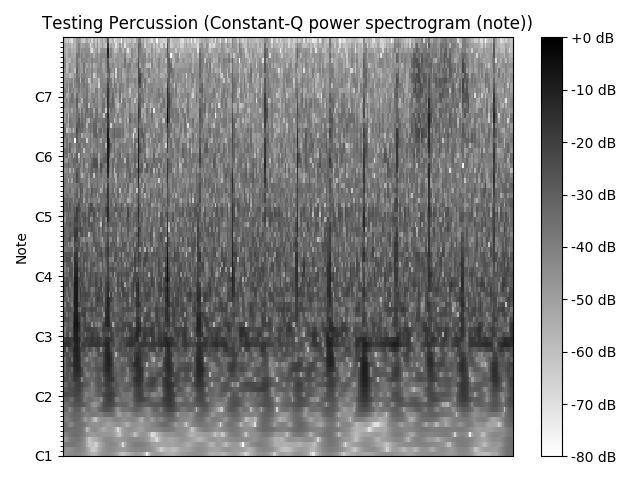 Testing Percussion (Constant-Q power spectrogram (note))
Note
C7
C6
C5
C4
C3
C2
C1
+0 dB
-10 dB
-20 dB
-30 dB
-40 dB
-50 dB
-60 dB
-70 dB
-80 dB